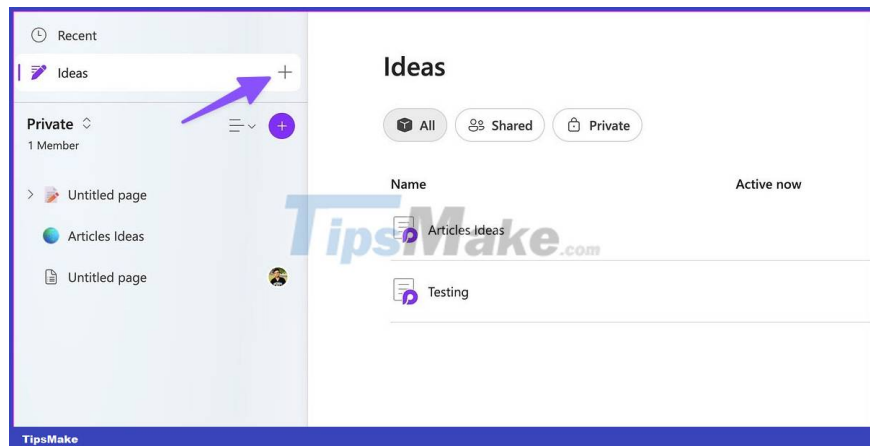 Recent
Ideas
Private
1 Member
Untitled page
Articles Ideas
Untitled page
Ideas
All Shared Private
Name Active now
Articles Ideas
Testing
TipsMake.com
TipsMake